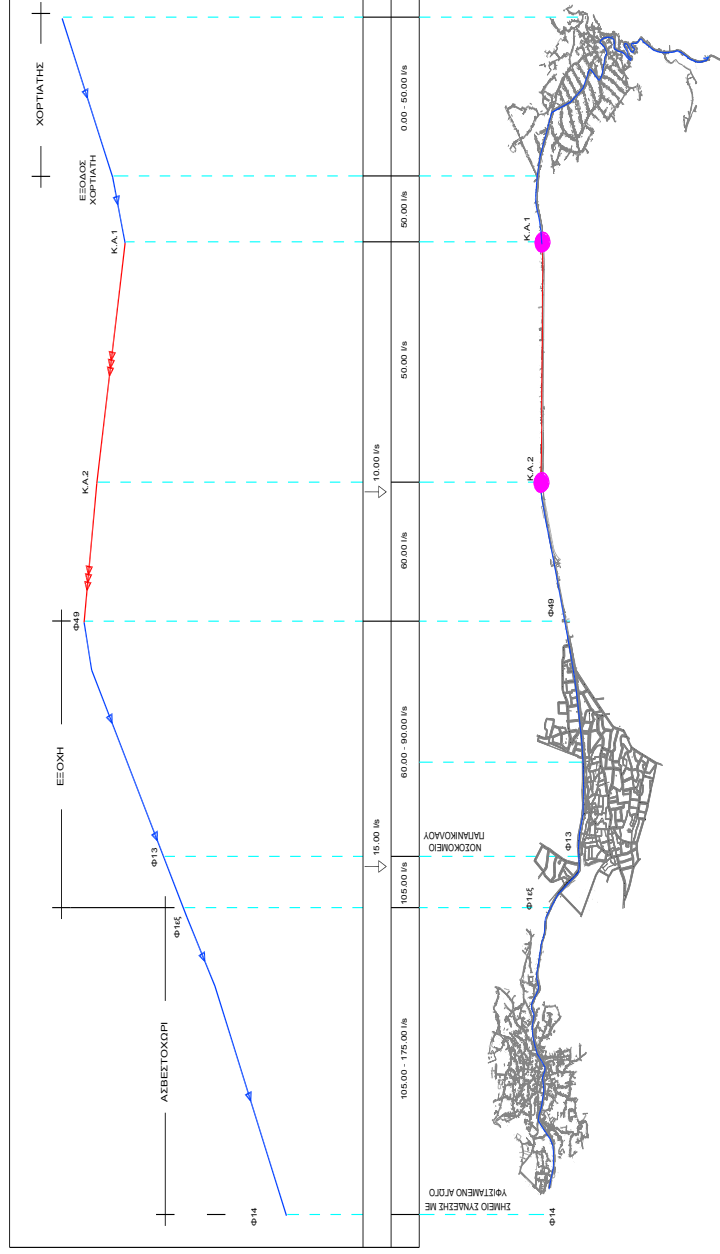 ΧΟΡΤΙΑΤΗΣ
ΕΞΟΔΟΣ
ΧΟΡΤΙΑΤΗ
Κ.Α.1
Κ.Α.2
Φ49
ΕΞΟΧΗ
Φ13
Φ1εξ
ΑΣΒΕΣΤΟΧΩΡΙ
Φ14
0.00 - 50.00 l/s
50.00 l/s
50.00 l/s
10.00 l/s
60.00 l/s
60.00 - 90.00 l/s
15.00 l/s
105.00 l/s
105.00 - 175.00 l/s
Κ.Α.1
Κ.Α.2
Φ49
ΝΟΣΟΚΟΜΕΙΟ
ΠΑΠΑΝΙΚΟΛΑΟΥ
Φ13
Φ1εξ
ΣΗΜΕΙΟ ΣΥΝΔΕΣΗΣ ΜΕ
ΥΦΙΣΤΑΜΕΝΟ ΑΓΩΓΟ
Φ14